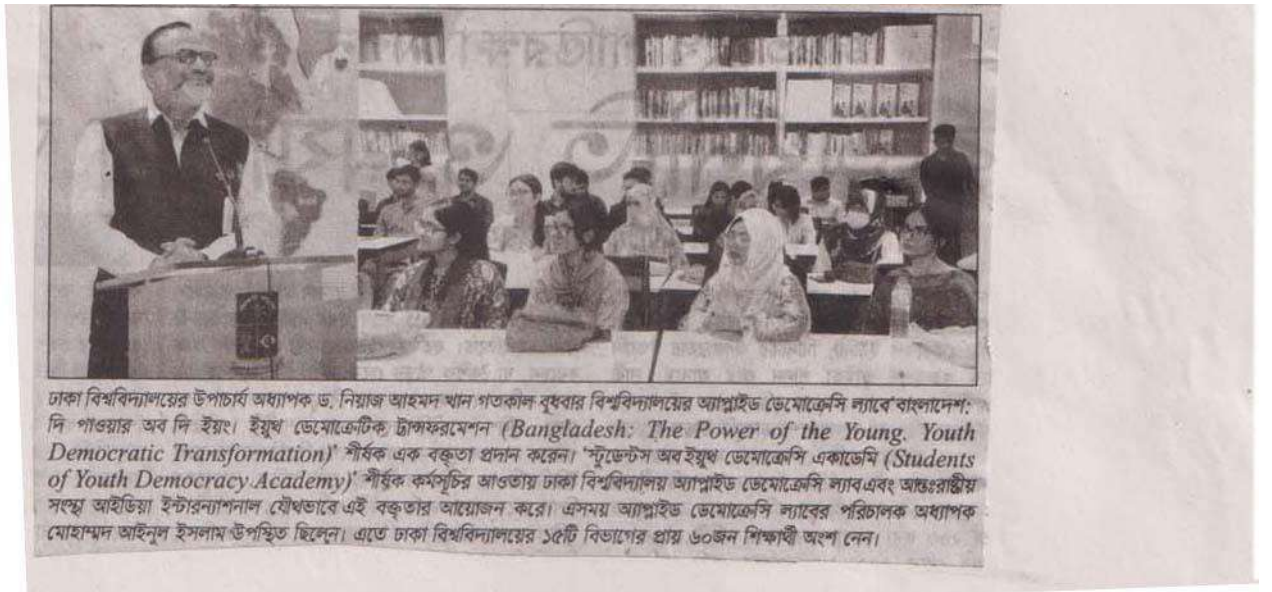 ঢাকা বিশ্ববিদ্যালয়ের উপাচার্য অধ্যাপক ড. নিয়াজ আহমদ খান গতকাল বুধবার বিশ্ববিদ্যালয়ের অ্যাপ্লাইড ডেমোক্রেসি ল্যাবে 'বাংলাদেশ:
দি পাওয়ার অব দি ইয়ং। ইয়ুথ ডেমোক্রেটিক ট্রান্সফরমেশন (Bangladesh: The Power of the Young. Youth
Democratic Transformation)' শীর্ষক এক বক্তৃতা প্রদান করেন। 'স্টুডেন্টস অব ইয়ুথ ডেমোক্রেসি একাডেমি (Students
of Youth Democracy Academy)' শীর্ষক কর্মসূচির আওতায় ঢাকা বিশ্ববিদ্যালয় অ্যাপ্লাইড ডেমোক্রেসি ল্যাব এবং আন্তঃরাষ্ট্রীয়
সংস্থা আইডিয়া ইন্টারন্যাশনাল যৌথভাবে এই বক্তৃতার আয়োজন করে। এসময় অ্যাপ্লাইড ডেমোক্রেসি ল্যাবের পরিচালক অধ্যাপক
মোহাম্মদ আইনুল ইসলাম উপস্থিত ছিলেন। এতে ঢাকা বিশ্ববিদ্যালয়ের ১৫টি বিভাগের প্রায় ৬০জন শিক্ষার্থী অংশ নেন।